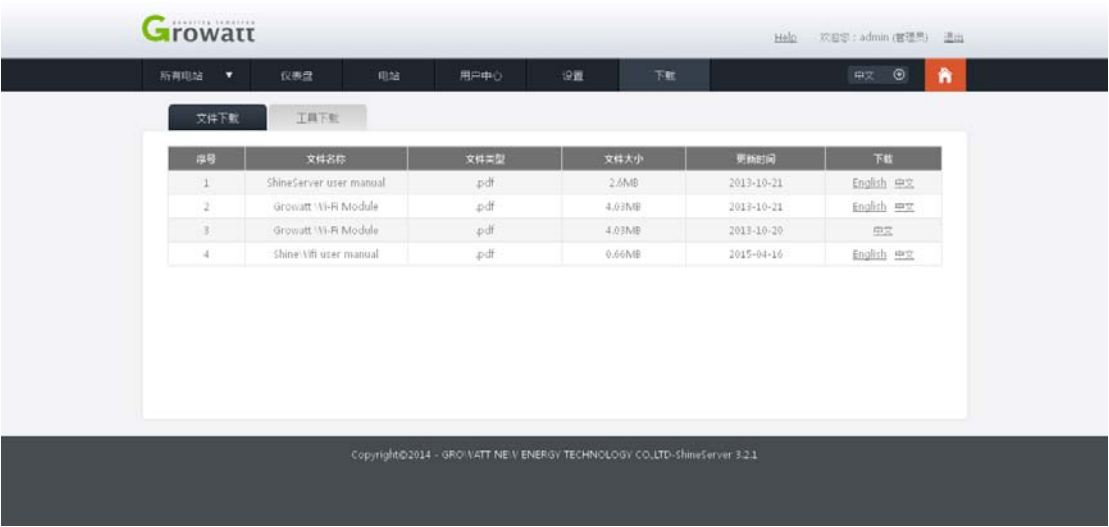 powering tomorrow
Growatt
Help 欢迎您：admin (管理员) 退出
所有电站 ▼ 仪表盘 电站 用户中心 设置 下载 中文
文件下载 工具下载
序号 文件名称 文件类型 文件大小 更新时间 下载
1 ShineServer user manual .pdf 2.6MB 2013-10-21 English 中文
2 Growatt Wi-Fi Module .pdf 4.03MB 2013-10-21 English 中文
3 Growatt Wi-Fi Module .pdf 4.03MB 2013-10-20 中文
4 ShineWifi user manual .pdf 0.66MB 2015-04-16 English 中文
Copyright©2014 - GROWATT NEW ENERGY TECHNOLOGY CO.,LTD-ShineServer 3.2.1